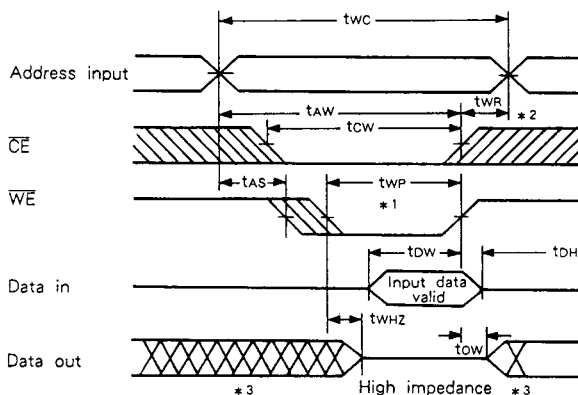 tWC
Address input
tAW
tWR
*2
tCW
CE
tAS
tWP
*1
WE
tDW
tDH
Data in
Input data
valid
tWHZ
tOW
Data out
*3
High impedance
*3